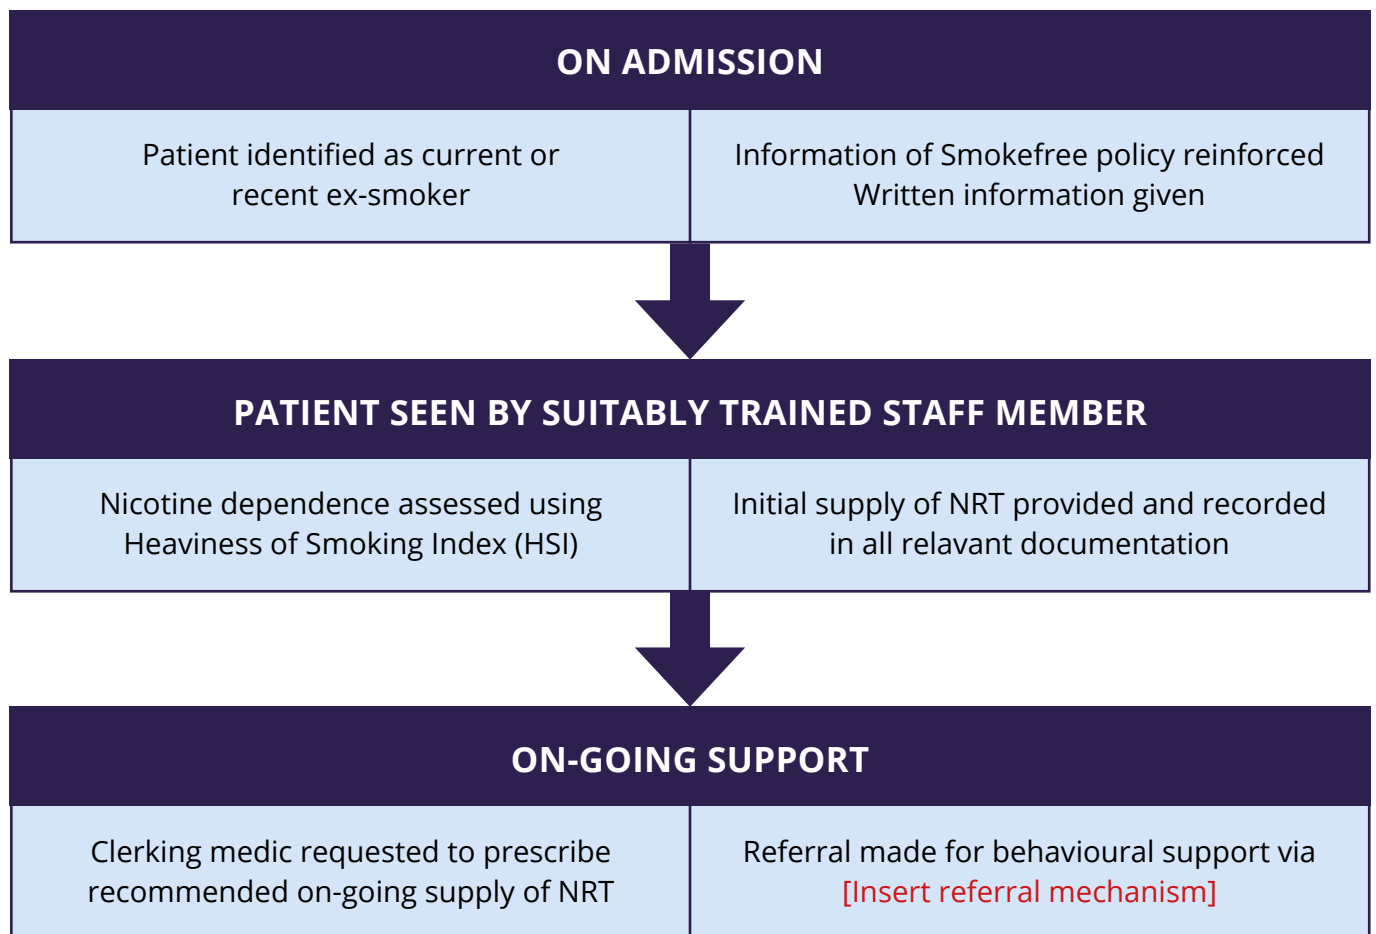 ON ADMISSION
Patient identified as current or
recent ex-smoker
Information of Smokefree policy reinforced
Written information given
PATIENT SEEN BY SUITABLY TRAINED STAFF MEMBER
Nicotine dependence assessed using
Heaviness of Smoking Index (HSI)
Initial supply of NRT provided and recorded
in all relavant documentation
ON-GOING SUPPORT
Clerking medic requested to prescribe
recommended on-going supply of NRT
Referral made for behavioural support via
[Insert referral mechanism]